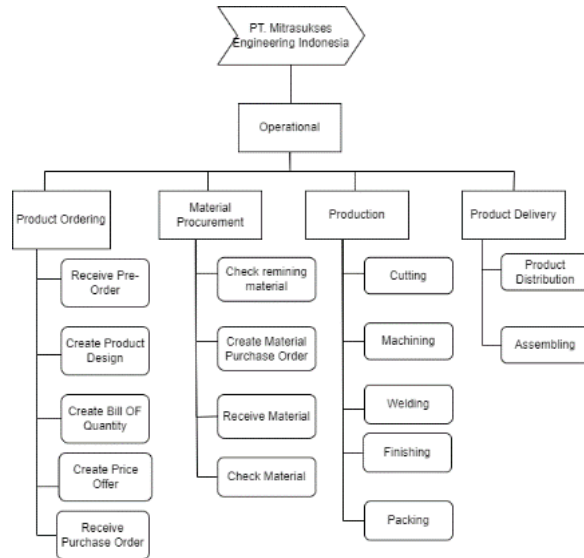 PT. Mitrasukses
Engineering Indonesia
Operational
Product Ordering
Material
Procurement
Production
Product Delivery
Receive Pre-
Order
Create Product
Design
Create Bill OF
Quantity
Create Price
Offer
Receive
Purchase Order
Check remining
material
Create Material
Purchase Order
Receive Material
Check Material
Cutting
Machining
Welding
Finishing
Packing
Product
Distribution
Assembling